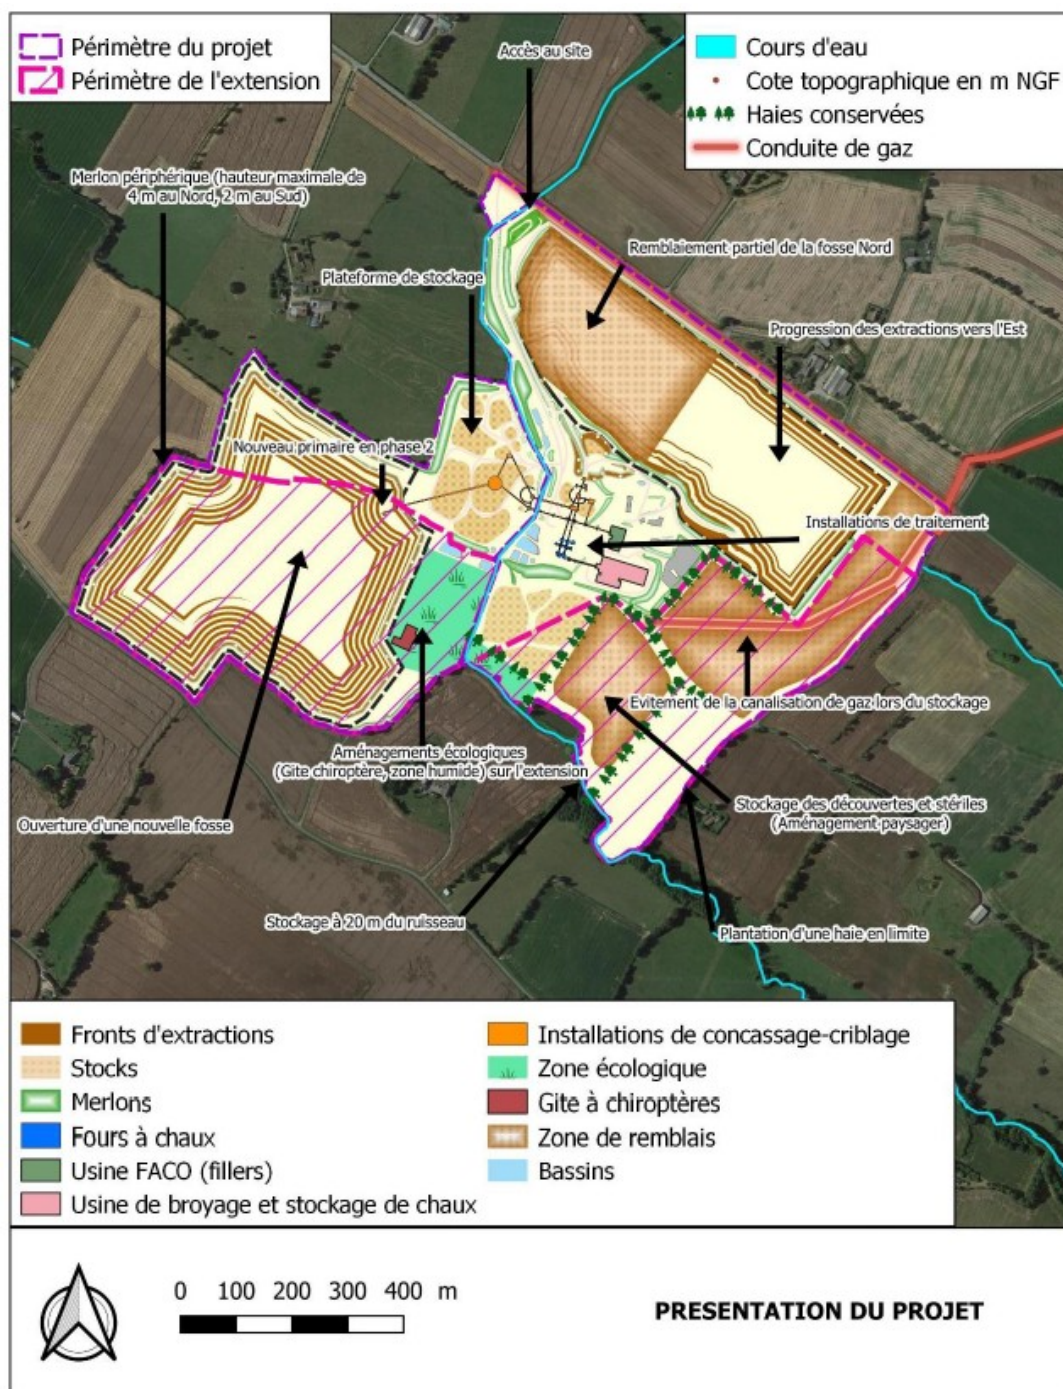 Périmètre du projet
Périmètre de l'extension
Accès au site
Cours d'eau
Cote topographique en m NGF
Haies conservées
Conduite de gaz
Merlon périphérique (hauteur maximale de
4 m au Nord, 2 m au Sud)
Remblaiement partiel de la fosse Nord
Plateforme de stockage
Progression des extractions vers l'Est
Nouveau primaire en phase 2
Installations de traitement
Evitement de la canalisation de gaz lors du stockage
Aménagements écologiques
(Gite chiroptère, zone humide) sur l'extension
Stockage des découvertes et stériles
(Aménagement paysager)
Ouverture d'une nouvelle fosse
Stockage à 20 m du ruisseau
Plantation d'une haie en limite
Fronts d'extractions
Stocks
Merlons
Fours à chaux
Usine FACO (fillers)
Usine de broyage et stockage de chaux
Installations de concassage-criblage
Zone écologique
Gite à chiroptères
Zone de remblais
Bassins
0 100 200 300 400 m
PRESENTATION DU PROJET